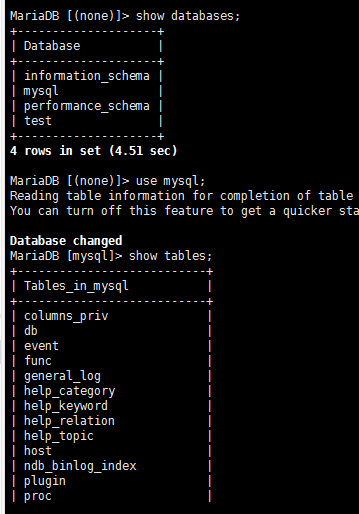 MariaDB [(none)]> show databases;
+--------------------+
| Database           |
+--------------------+
| information_schema |
| mysql              |
| performance_schema |
| test               |
+--------------------+
4 rows in set (4.51 sec)
MariaDB [(none)]> use mysql;
Reading table information for completion of table
You can turn off this feature to get a quicker sta
Database changed
MariaDB [mysql]> show tables;
+---------------------------+
| Tables_in_mysql           |
+---------------------------+
| columns_priv              |
| db                        |
| event                     |
| func                      |
| general_log               |
| help_category             |
| help_keyword              |
| help_relation             |
| help_topic                |
| host                      |
| ndb_binlog_index          |
| plugin                    |
| proc                      |